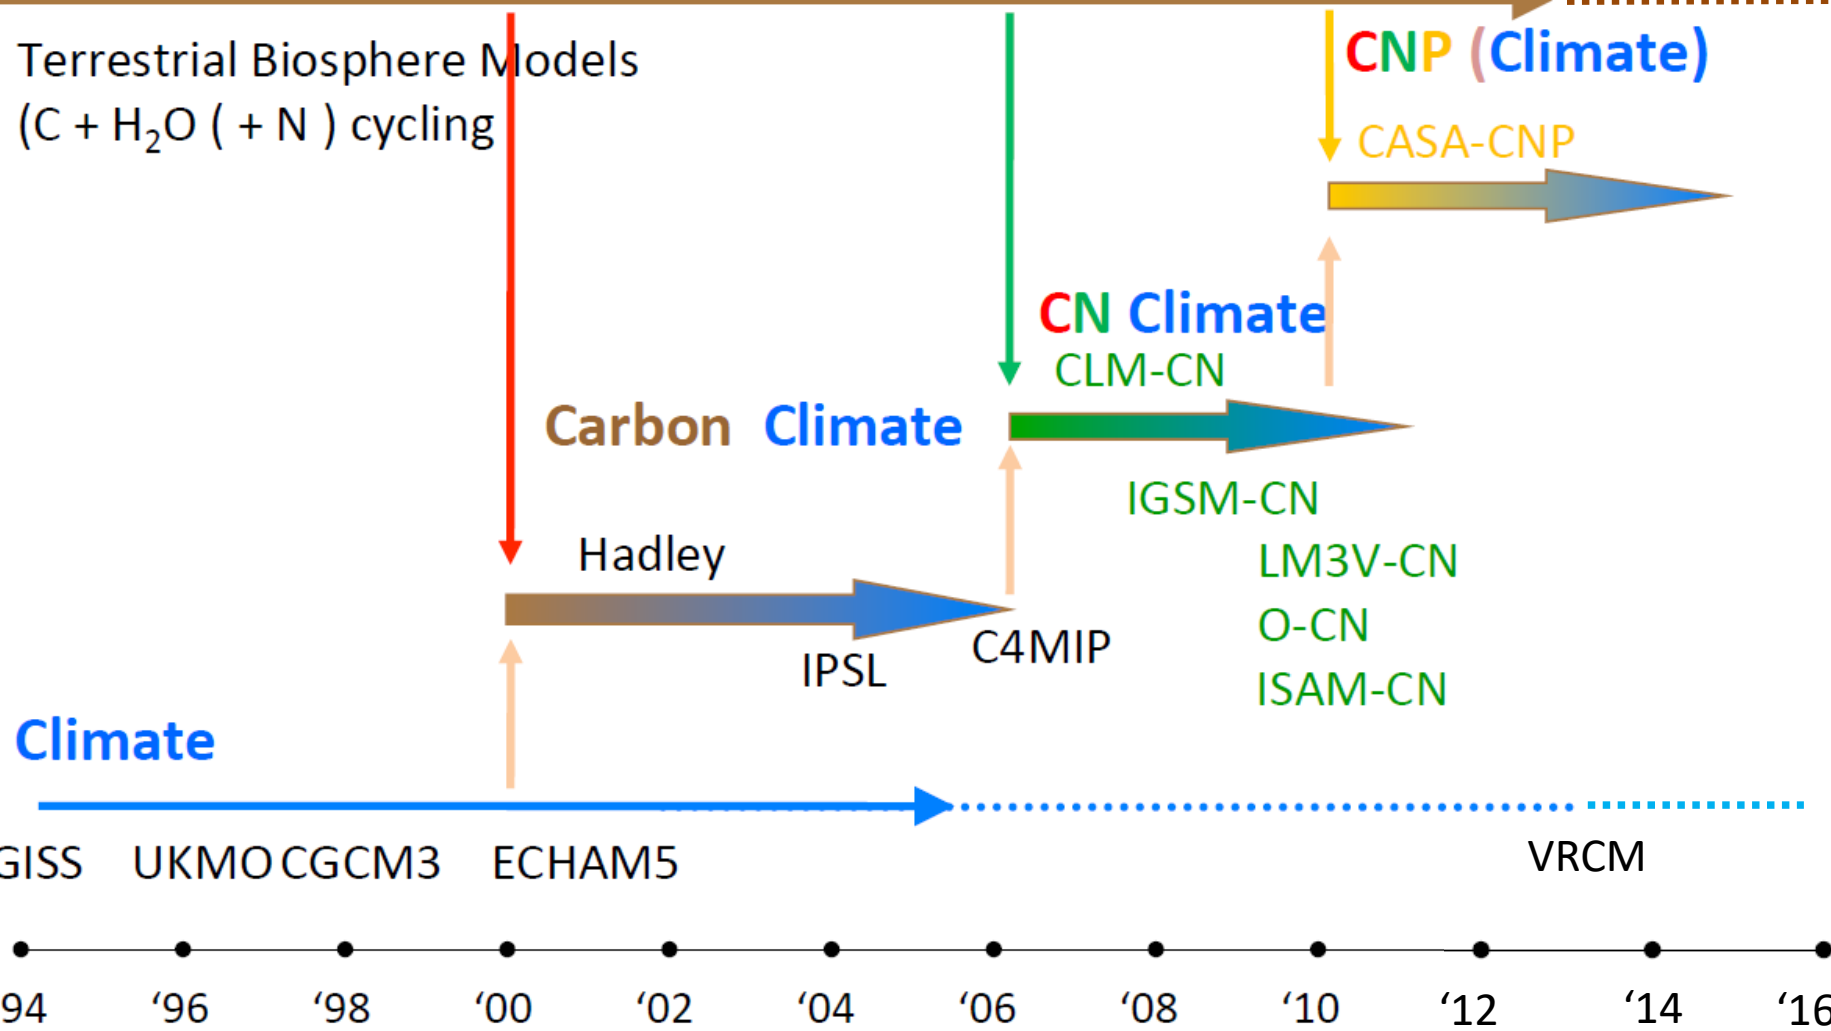 Terrestrial Biosphere Models
(C + H₂O ( + N ) cycling
CNP (Climate)
CASA-CNP
CN Climate
CLM-CN
Carbon Climate
IGSM-CN
Hadley
LM3V-CN
O-CN
IPSL
C4MIP
ISAM-CN
Climate
GISS UKMO CGCM3 ECHAM5 VRCM
94 ‘96 ‘98 ‘00 ‘02 ‘04 ‘06 ‘08 ‘10 ‘12 ‘14 ‘16